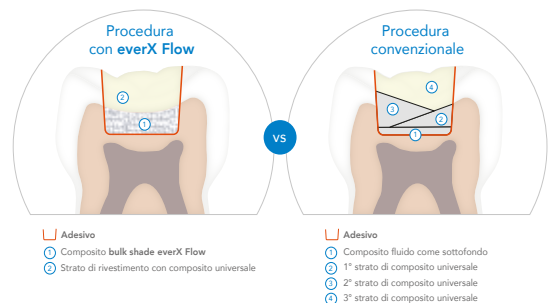 Procedura
con everX Flow
2
1
Adesivo
1 Composito bulk shade everX Flow
2 Strato di rivestimento con composito universale
vs
Procedura
convenzionale
4
3
2
1
Adesivo
1 Composito fluido come sottofondo
2 1° strato di composito universale
3 2° strato di composito universale
4 3° strato di composito universale